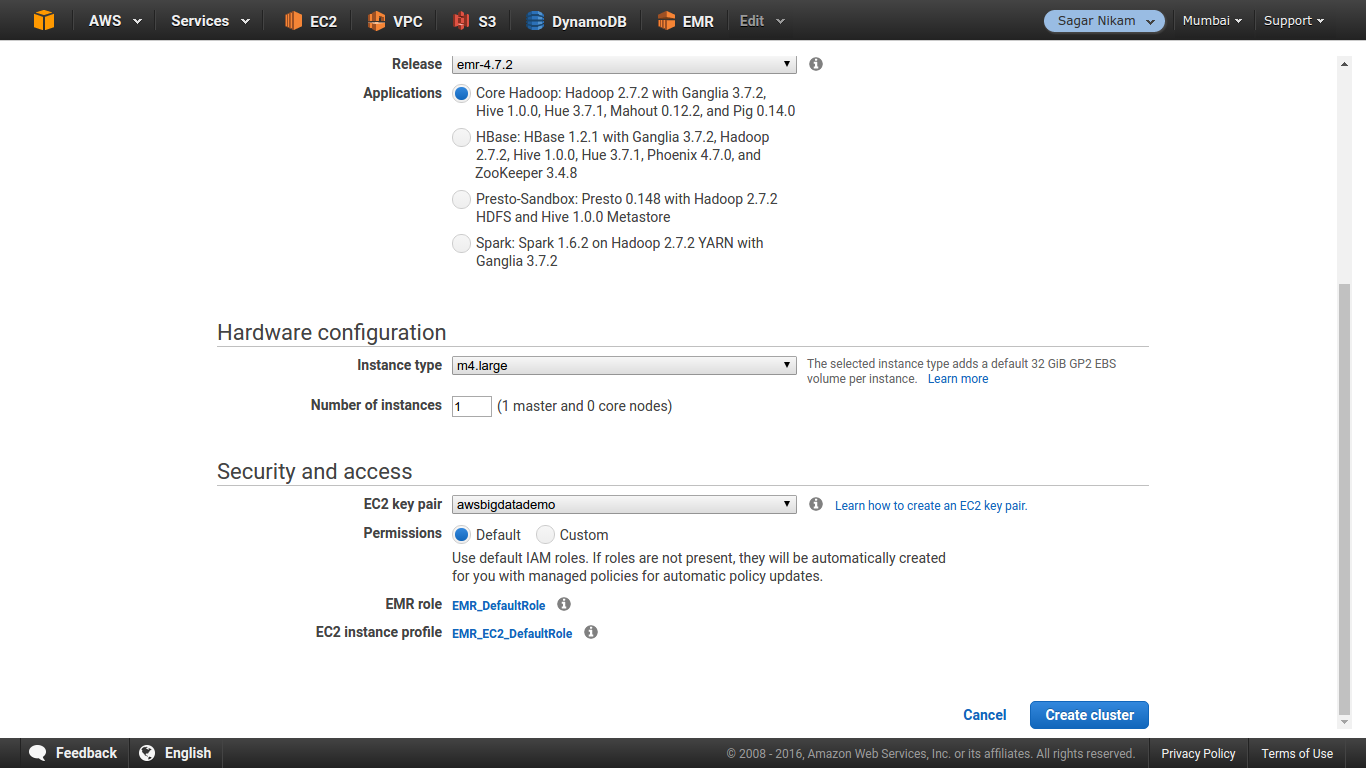 AWS Services EC2 VPC S3 DynamoDB EMR Edit Sagar Nikam Mumbai Support
Release emr-4.7.2
Applications Core Hadoop: Hadoop 2.7.2 with Ganglia 3.7.2,
Hive 1.0.0, Hue 3.7.1, Mahout 0.12.2, and Pig 0.14.0
HBase: HBase 1.2.1 with Ganglia 3.7.2, Hadoop
2.7.2, Hive 1.0.0, Hue 3.7.1, Phoenix 4.7.0, and
ZooKeeper 3.4.8
Presto-Sandbox: Presto 0.148 with Hadoop 2.7.2
HDFS and Hive 1.0.0 Metastore
Spark: Spark 1.6.2 on Hadoop 2.7.2 YARN with
Ganglia 3.7.2
Hardware configuration
Instance type m4.large The selected instance type adds a default 32 GiB GP2 EBS
volume per instance. Learn more
Number of instances 1 (1 master and 0 core nodes)
Security and access
EC2 key pair awsbigdatademo Learn how to create an EC2 key pair.
Permissions Default Custom
Use default IAM roles. If roles are not present, they will be automatically created
for you with managed policies for automatic policy updates.
EMR role EMR_DefaultRole
EC2 instance profile EMR_EC2_DefaultRole
Cancel Create cluster
Feedback English © 2008 - 2016, Amazon Web Services, Inc. or its affiliates. All rights reserved. Privacy Policy Terms of Use